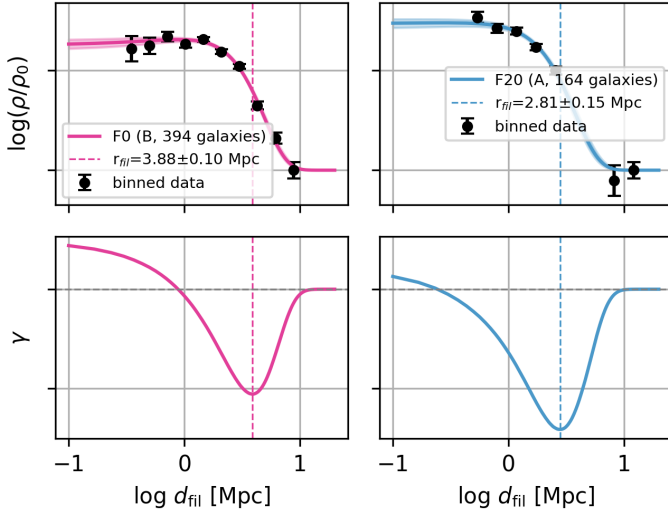 log(ρ/ρ₀)
F0 (B, 394 galaxies)
r_fil=3.88±0.10 Mpc
binned data
F20 (A, 164 galaxies)
r_fil=2.81±0.15 Mpc
binned data
γ
−1 0 1
−1 0 1
log d_fil [Mpc]
log d_fil [Mpc]